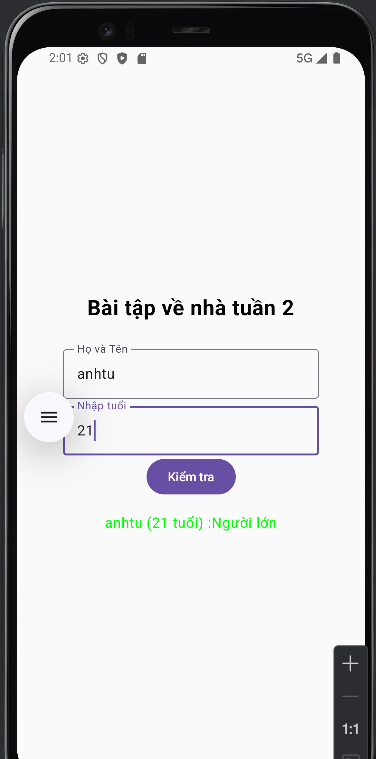 2:01
5G
Bài tập về nhà tuần 2
Họ và Tên
anhtu
Nhập tuổi
21
Kiểm tra
anhtu (21 tuổi) :Người lớn
1:1